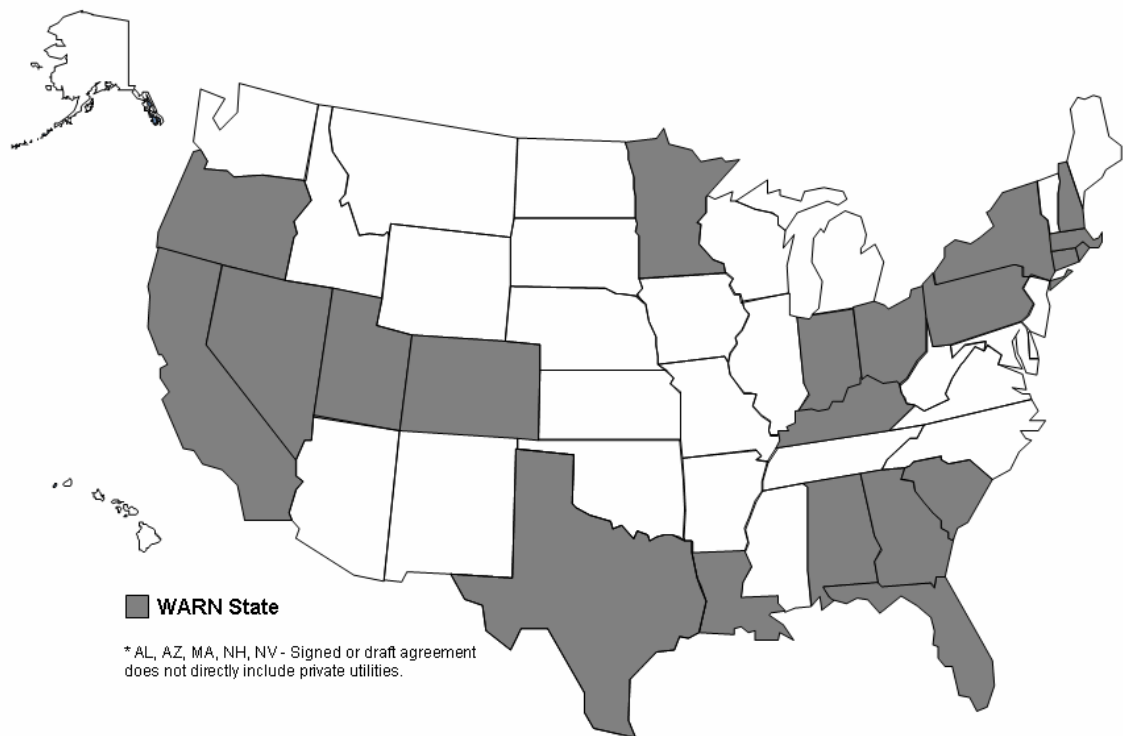 WARN State
* AL, AZ, MA, NH, NV - Signed or draft agreement
does not directly include private utilities.